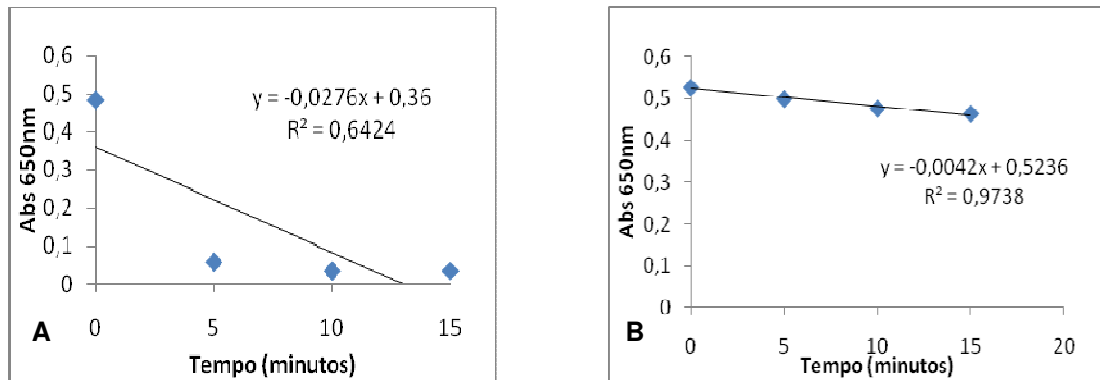 0,6
0,5
0,4
0,3
0,2
0,1
0
Abs 650nm
y = -0,0276x + 0,36
R² = 0,6424
0 5 10 15
Tempo (minutos)
A
0,6
0,5
0,4
0,3
0,2
0,1
0
Abs 650nm
y = -0,0042x + 0,5236
R² = 0,9738
0 5 10 15 20
Tempo (minutos)
B